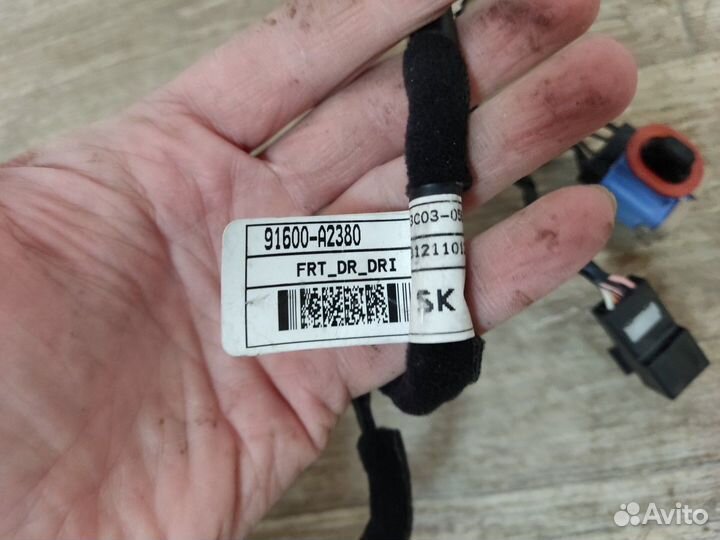 91600-A2380
FRT_DR_DRI
SK
Avito